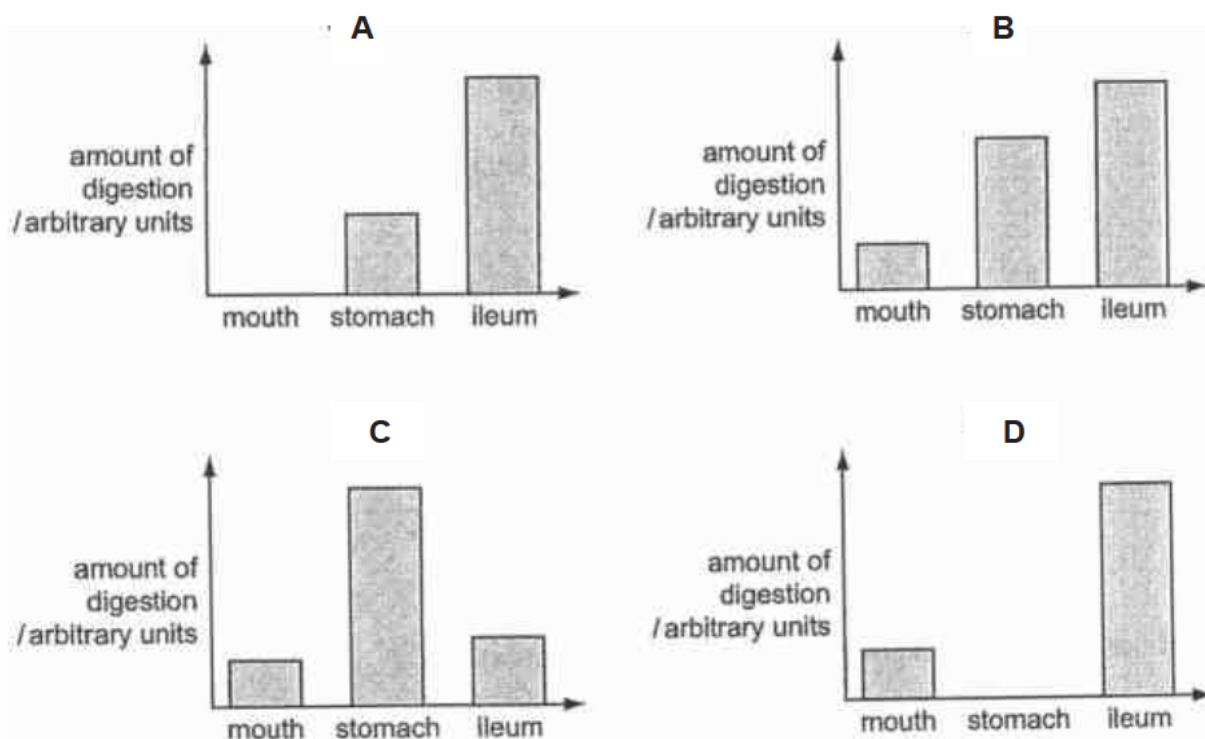 A
amount of
digestion
/ arbitrary units
mouth stomach ileum
B
amount of
digestion
/ arbitrary units
mouth stomach ileum
C
amount of
digestion
/ arbitrary units
mouth stomach ileum
D
amount of
digestion
/ arbitrary units
mouth stomach ileum